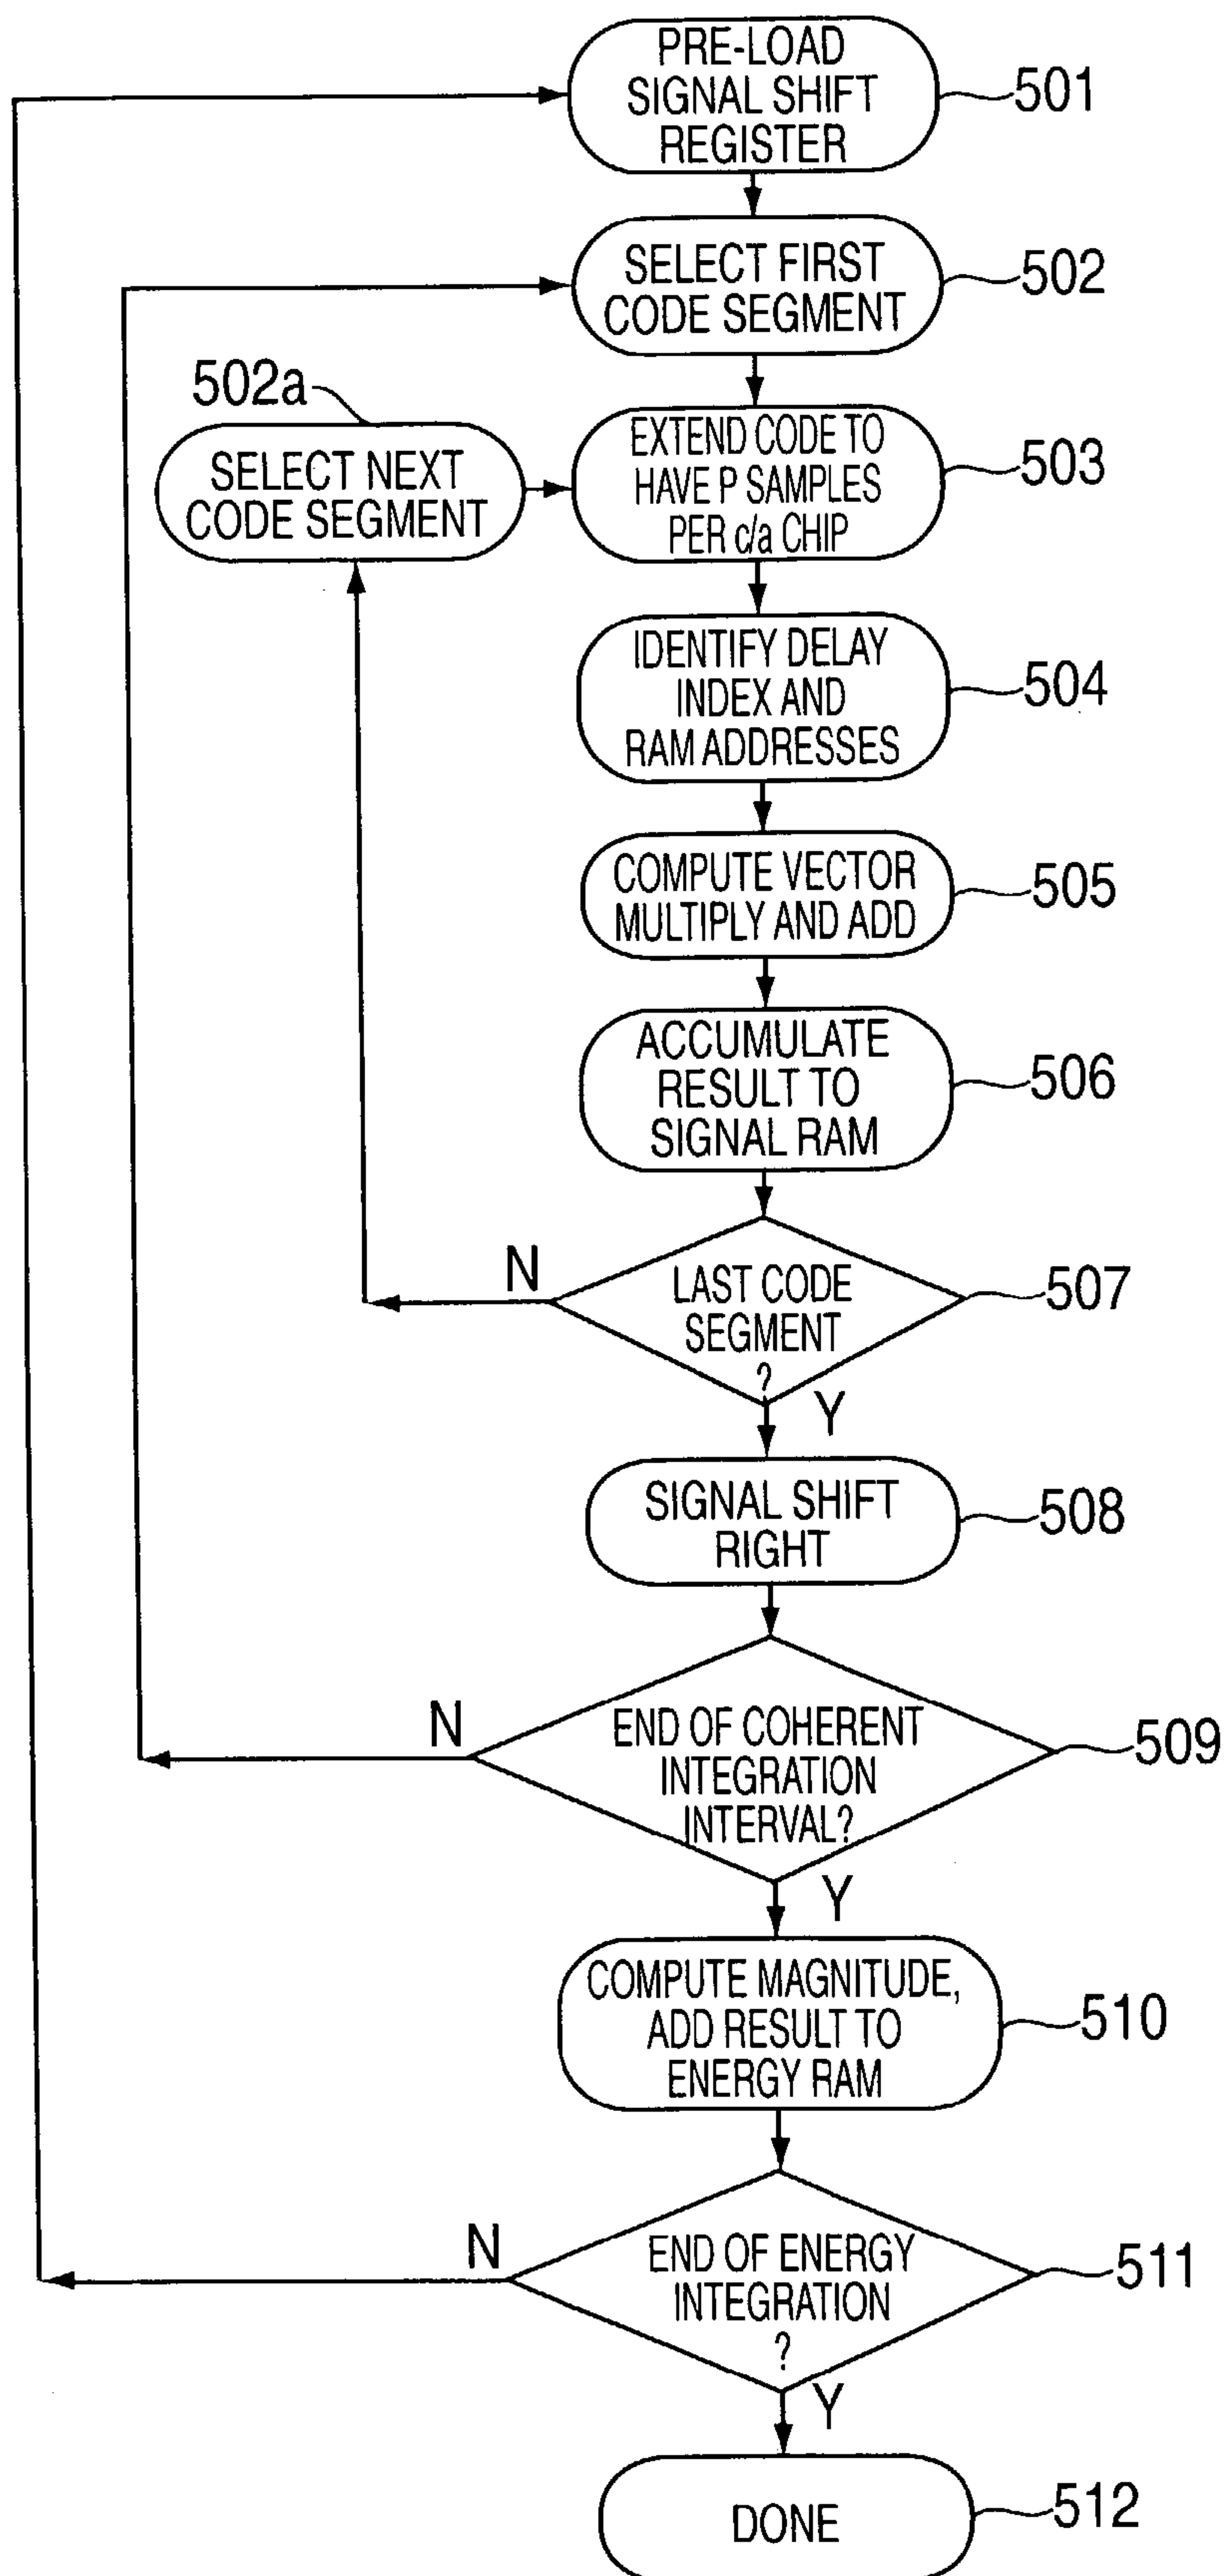 PRE-LOAD
SIGNAL SHIFT
REGISTER
501
SELECT FIRST
CODE SEGMENT
502
502a
SELECT NEXT
CODE SEGMENT
EXTEND CODE TO
HAVE P SAMPLES
PER c/a CHIP
503
IDENTIFY DELAY
INDEX AND
RAM ADDRESSES
504
COMPUTE VECTOR
MULTIPLY AND ADD
505
ACCUMULATE
RESULT TO
SIGNAL RAM
506
N
LAST CODE
SEGMENT
?
507
Y
SIGNAL SHIFT
RIGHT
508
N
END OF COHERENT
INTEGRATION
INTERVAL?
509
Y
COMPUTE MAGNITUDE,
ADD RESULT TO
ENERGY RAM
510
N
END OF ENERGY
INTEGRATION
?
511
Y
DONE
512